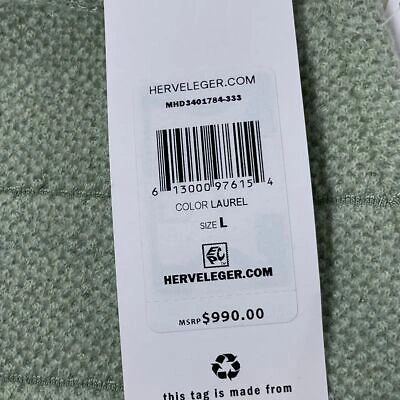 HERVELEGER.COM
MHD3401784-333
6 13000 97615 4
COLOR LAUREL
SIZE L
HERVELEGER.COM
MSRP $990.00
this tag is made from